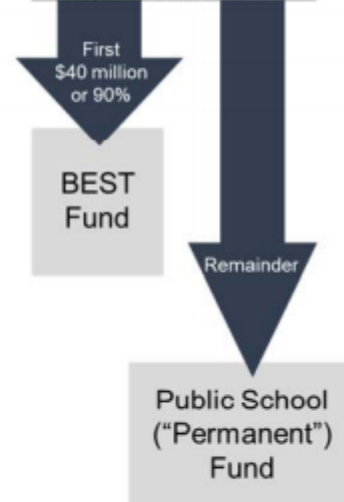 First
$40 million
or 90%
BEST
Fund
Remainder
Public School
(“Permanent”)
Fund